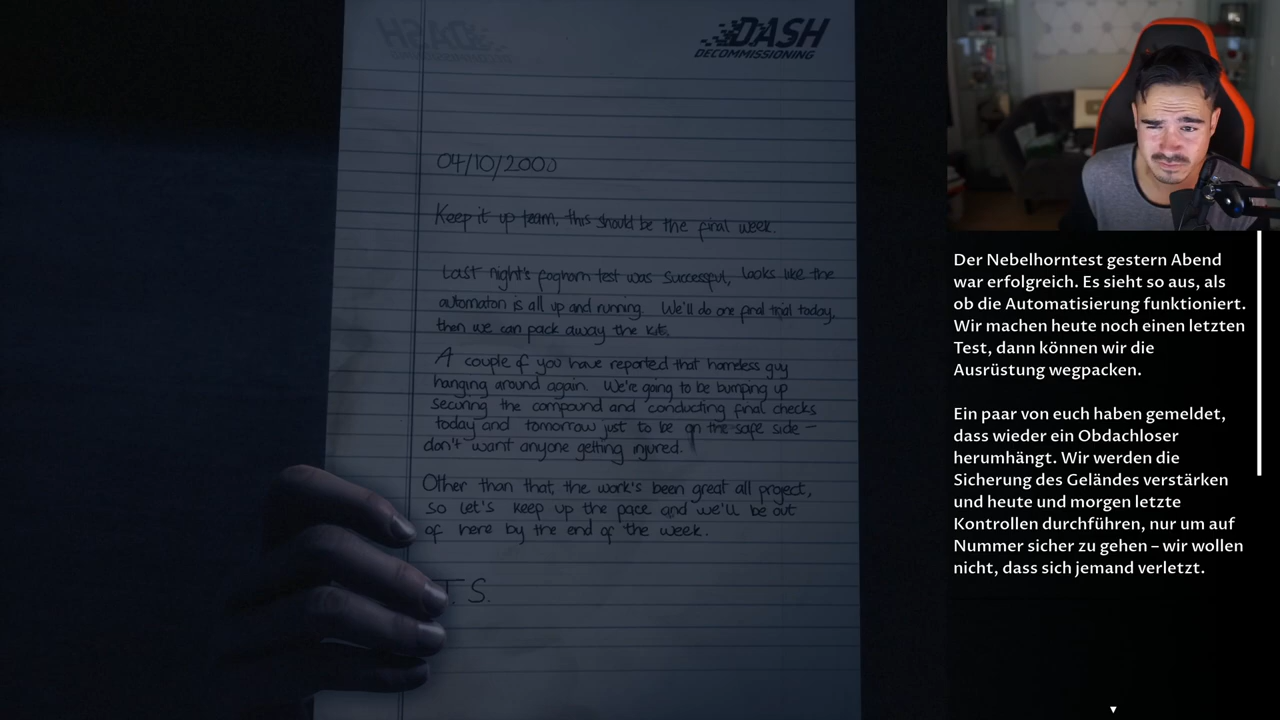 DASH
DECOMMISSIONING
04/10/2000
Keep it up team, this should be the final week.
Last night's foghorn test was successful, looks like the
automaton is all up and running. We'll do one final trial today,
then we can pack away the kit.
A couple of you have reported that homeless guy
hanging around again. We're going to be bumping up
securing the compound and conducting final checks
today and tomorrow just to be on the safe side –
don't want anyone getting injured.
Other than that, the work's been great all project,
so let's keep up the pace and we'll be out
of here by the end of the week.
T. S.
Der Nebelhorntest gestern Abend
war erfolgreich. Es sieht so aus, als
ob die Automatisierung funktioniert.
Wir machen heute noch einen letzten
Test, dann können wir die
Ausrüstung wegpacken.
Ein paar von euch haben gemeldet,
dass wieder ein Obdachloser
herumhängt. Wir werden die
Sicherung des Geländes verstärken
und heute und morgen letzte
Kontrollen durchführen, nur um auf
Nummer sicher zu gehen – wir wollen
nicht, dass sich jemand verletzt.